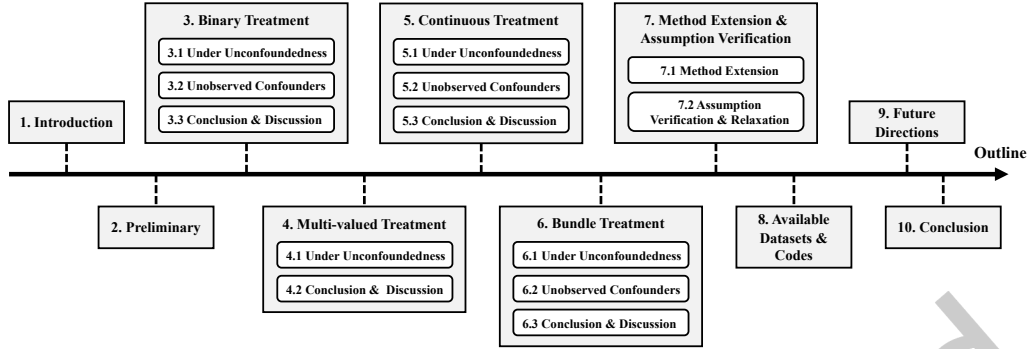 1. Introduction
2. Preliminary
3. Binary Treatment
3.1 Under Unconfoundedness
3.2 Unobserved Confounders
3.3 Conclusion & Discussion
4. Multi-valued Treatment
4.1 Under Unconfoundedness
4.2 Conclusion & Discussion
5. Continuous Treatment
5.1 Under Unconfoundedness
5.2 Unobserved Confounders
5.3 Conclusion & Discussion
6. Bundle Treatment
6.1 Under Unconfoundedness
6.2 Unobserved Confounders
6.3 Conclusion & Discussion
7. Method Extension &
Assumption Verification
7.1 Method Extension
7.2 Assumption
Verification & Relaxation
8. Available
Datasets &
Codes
9. Future
Directions
10. Conclusion
Outline